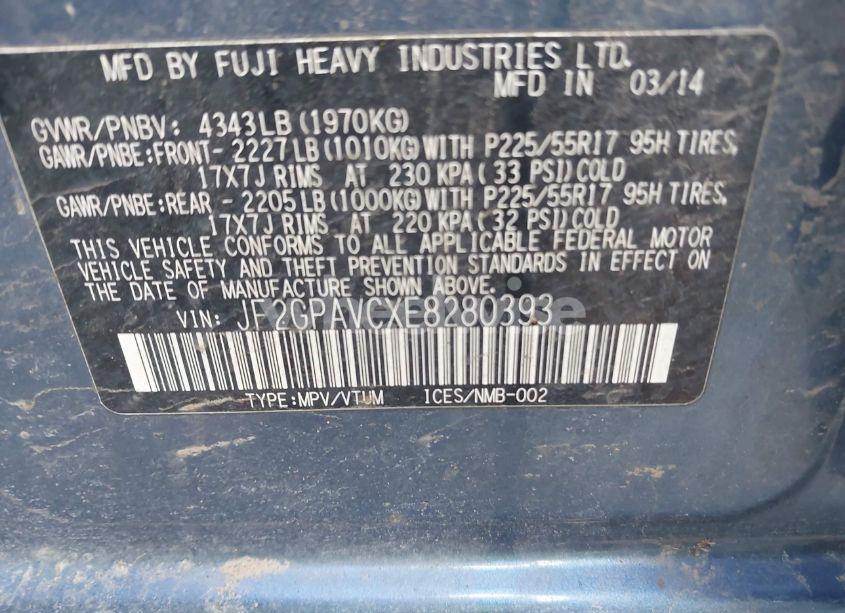 MFD BY FUJI HEAVY INDUSTRIES LTD.
MFD IN 03/14
GVWR/PNBV: 4343LB (1970KG)
GAWR/PNBE:FRONT- 2227LB (1010KG) WITH P225/55R17 95H TIRES,
17X7J RIMS AT 230 KPA( 33 PSI)COLD
GAWR/PNBE:REAR - 2205LB (1000KG) WITH P225/55R17 95H TIRES,
17X7J RIMS AT 220 KPA(32 PSI)COLD
THIS VEHICLE CONFORMS TO ALL APPLICABLE FEDERAL MOTOR
VEHICLE SAFETY AND THEFT PREVENTION STANDARDS IN EFFECT ON
THE DATE OF MANUFACTURE SHOWN ABOVE.
VIN: JF2GPAVCXE8280393
TYPE:MPV/VTUM ICES/NMB-002